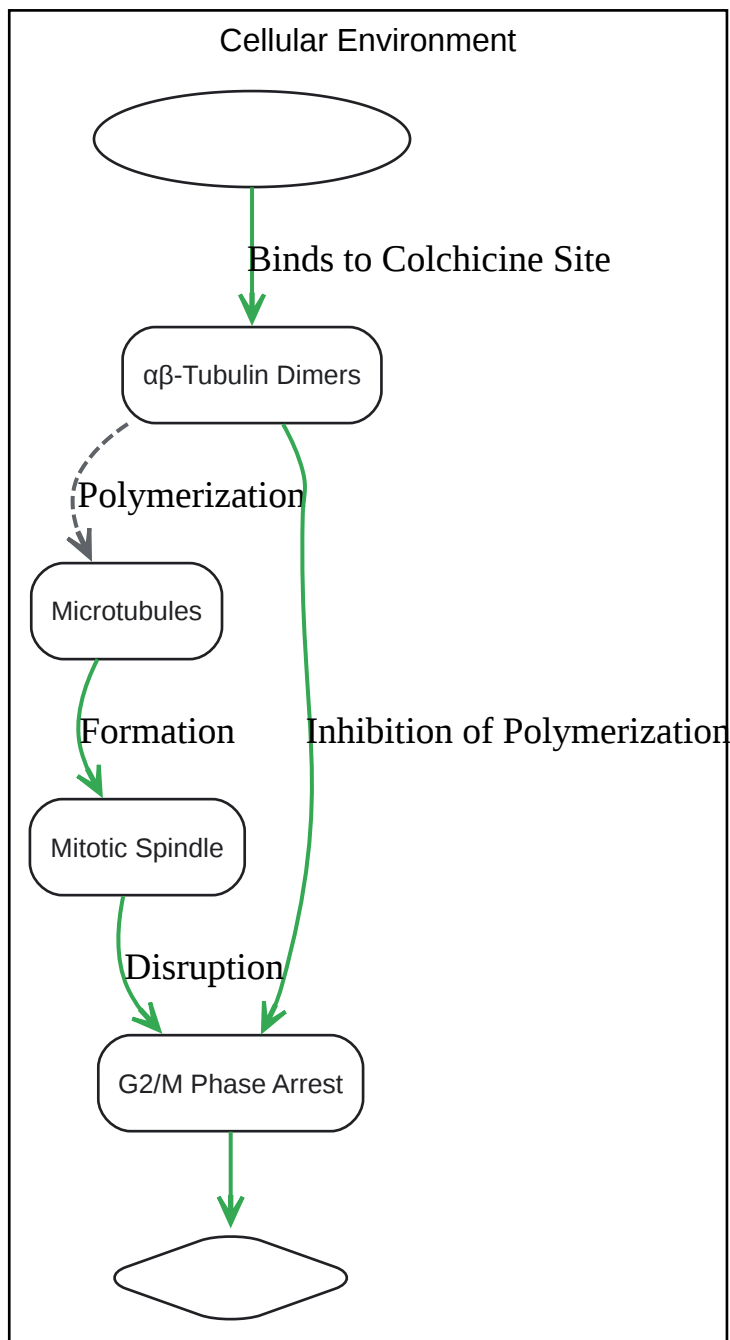 Cellular Environment
Binds to Colchicine Site
αβ-Tubulin Dimers
Polymerization
Microtubules
Formation
Inhibition of Polymerization
Mitotic Spindle
Disruption
G2/M Phase Arrest